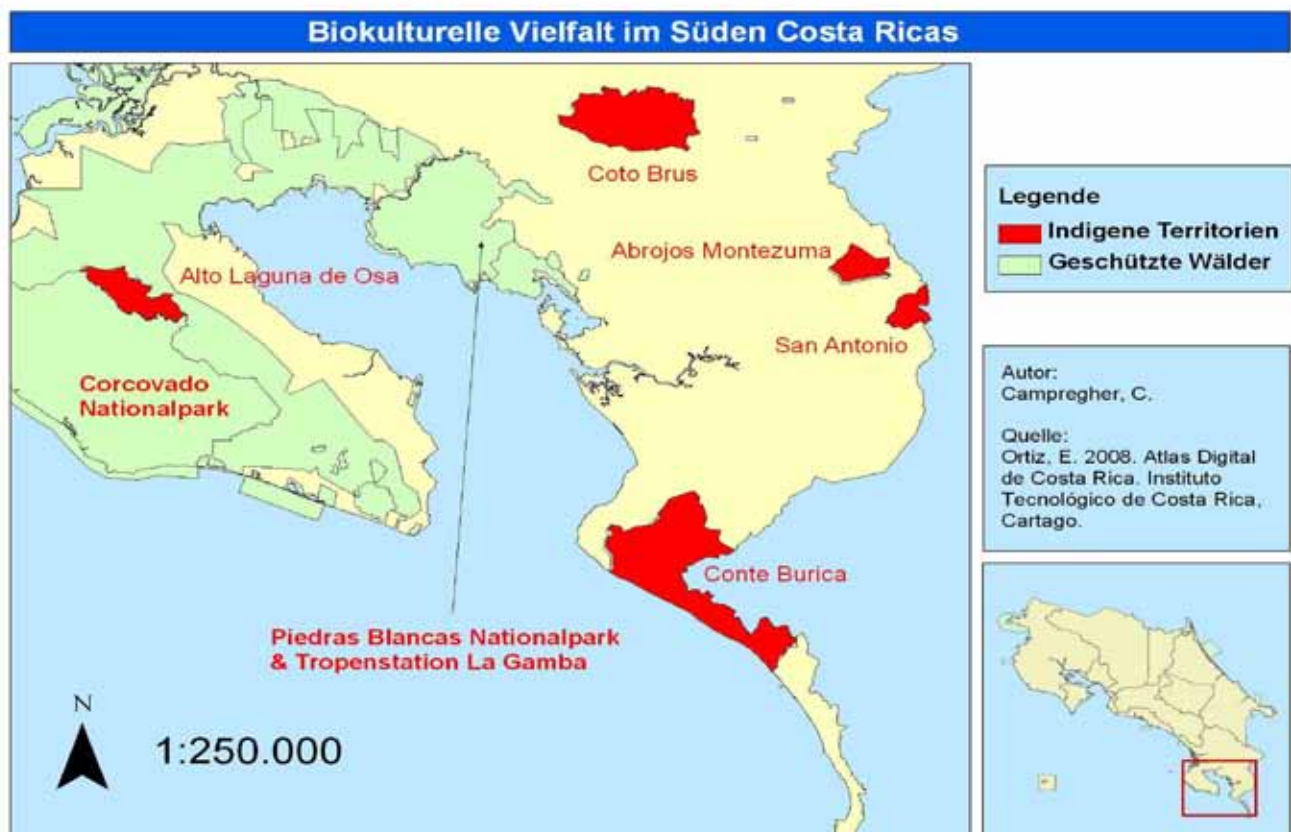 Biokulturelle Vielfalt im Süden Costa Ricas
Coto Brus
Abrojos Montezuma
San Antonio
Alto Laguna de Osa
Corcovado
Nationalpark
Conte Burica
Piedras Blancas Nationalpark
& Tropenstation La Gamba
N
1:250.000
Legende
Indigene Territorien
Geschützte Wälder
Autor:
Campregher, C.
Quelle:
Ortiz, E. 2008. Atlas Digital
de Costa Rica. Instituto
Tecnológico de Costa Rica,
Cartago.